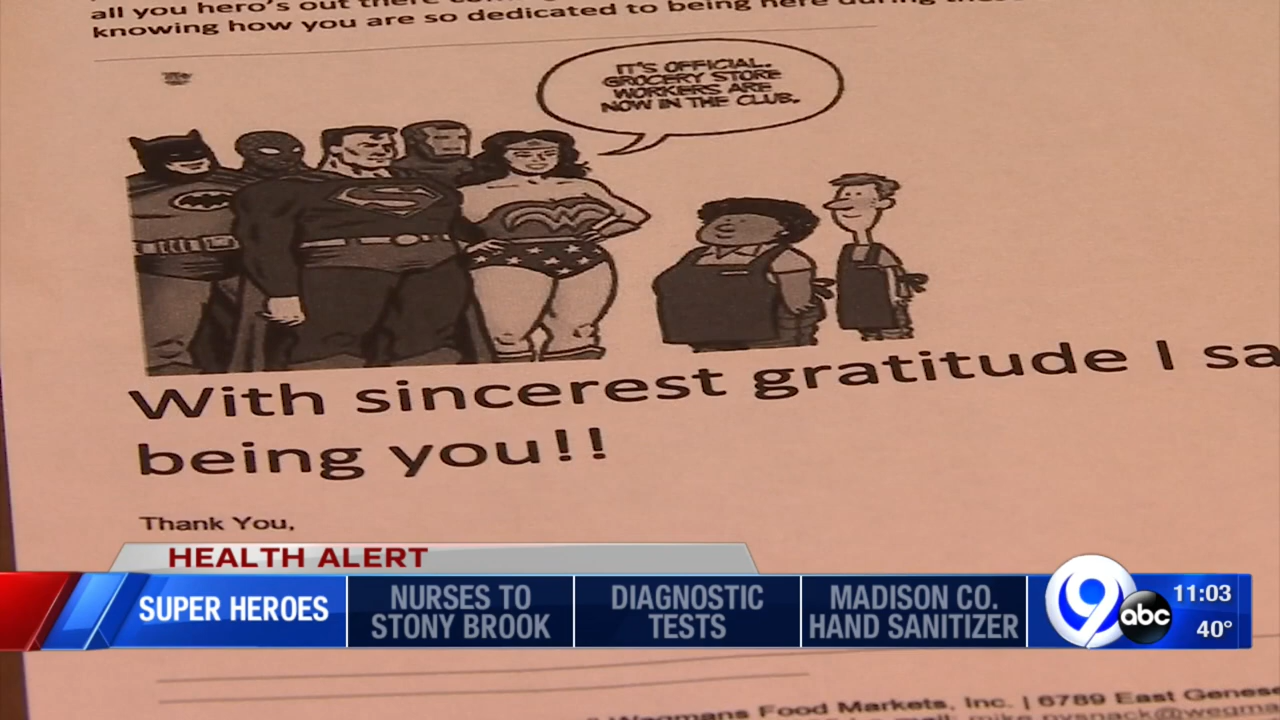 all you hero's out there
knowing how you are so dedicated to being here during
IT'S OFFICIAL.
GROCERY STORE
WORKERS ARE
NOW IN THE CLUB.
With sincerest gratitude I sa
being you!!
Thank You,
HEALTH ALERT
SUPER HEROES
NURSES TO
STONY BROOK
DIAGNOSTIC
TESTS
MADISON CO.
HAND SANITIZER
9
abc
11:03
40°
Wegmans Food Markets, Inc. | 6789 East Genese